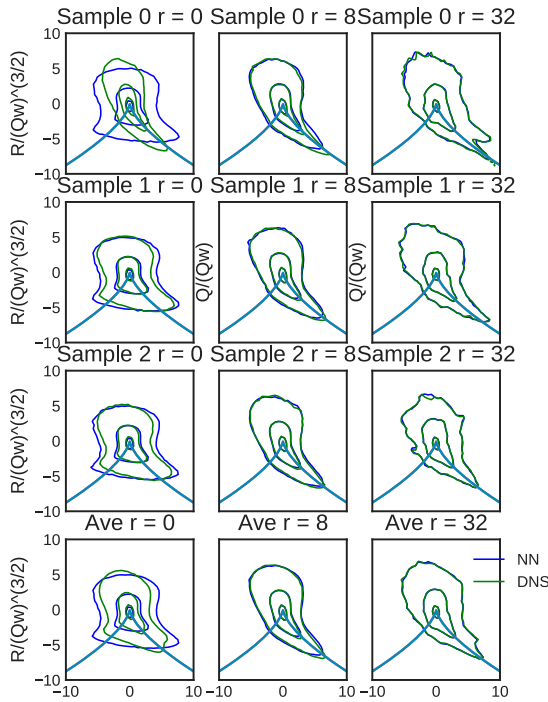 Sample 0 r = 0 Sample 0 r = 8 Sample 0 r = 32
10
5
0
−5
−10
R/(Qw)^(3/2)
Sample 1 r = 0 Sample 1 r = 8 Sample 1 r = 32
10
5
0
−5
−10
R/(Qw)^(3/2)
Q/(Qw)
Q/(Qw)
Sample 2 r = 0 Sample 2 r = 8 Sample 2 r = 32
10
5
0
−5
−10
R/(Qw)^(3/2)
Ave r = 0 Ave r = 8 Ave r = 32
10
5
0
−5
−10
R/(Qw)^(3/2)
NN
DNS
−10 0 10 −10 0 10 −10 0 10